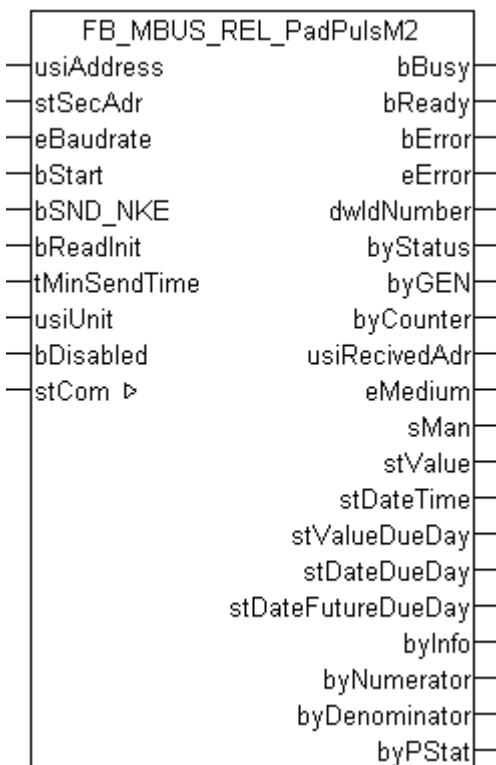 FB_MBUS_REL_PadPulsM2
usiAddress bBusy
stSecAdr bReady
eBaudrate bError
bStart eError
bSND_NKE dwIdNumber
bReadInit byStatus
tMinSendTime byGEN
usiUnit byCounter
bDisabled usiRecivedAdr
stCom ▷ eMedium
sMan
stValue
stDateTime
stValueDueDay
stDateDueDay
stDateFutureDueDay
byInfo
byNumerator
byDenominator
byPStat